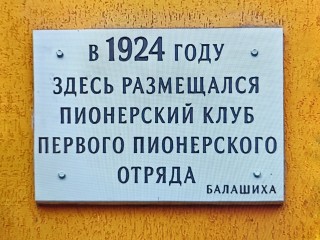 В 1924 ГОДУ
ЗДЕСЬ РАЗМЕЩАЛСЯ
ПИОНЕРСКИЙ КЛУБ
ПЕРВОГО ПИОНЕРСКОГО
ОТРЯДА
БАЛАШИХА